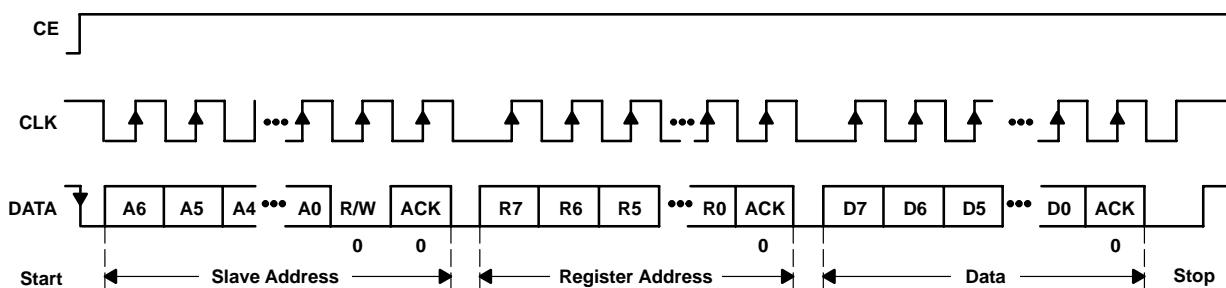 CE
CLK
DATA A6 A5 A4 ••• A0 R/W ACK R7 R6 R5 ••• R0 ACK D7 D6 D5 ••• D0 ACK
0 0 0 0
Start Slave Address Register Address Data Stop